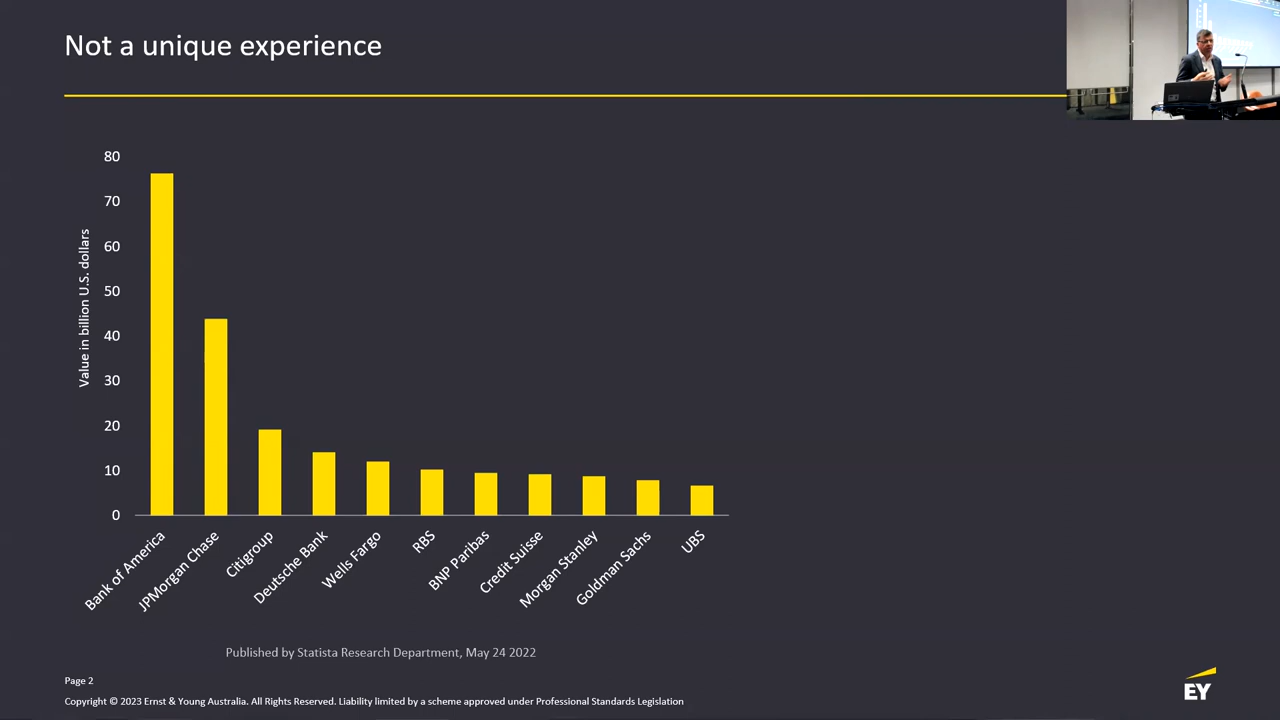 Not a unique experience
Value in billion U.S. dollars
80
70
60
50
40
30
20
10
0
Bank of America
JPMorgan Chase
Citigroup
Deutsche Bank
Wells Fargo
RBS
BNP Paribas
Credit Suisse
Morgan Stanley
Goldman Sachs
UBS
Published by Statista Research Department, May 24 2022
Page 2
Copyright © 2023 Ernst & Young Australia. All Rights Reserved. Liability limited by a scheme approved under Professional Standards Legislation
EY